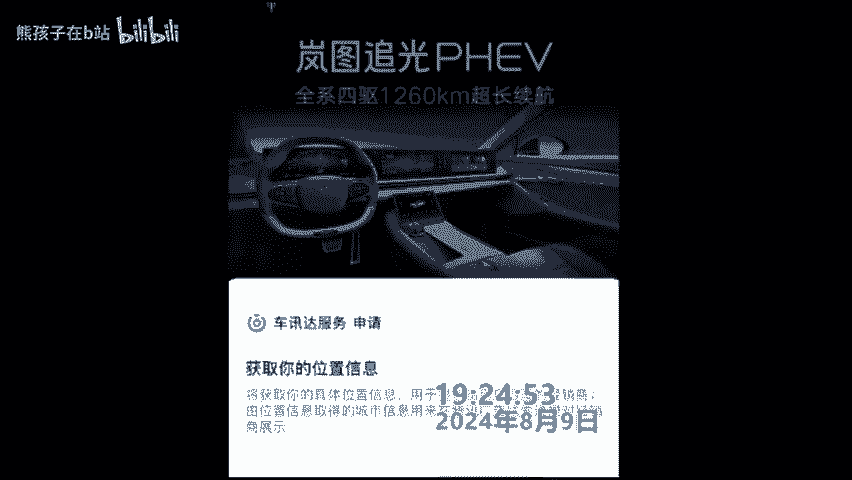 熊孩子在b站 bilibili
岚图追光PHEV
全系四驱1260km超长续航
车讯达服务 申请
获取你的位置信息
将获取你的具体位置信息，用于
19:24:53
因位置信息取得的城市信息用来
2024年8月9日
商展示